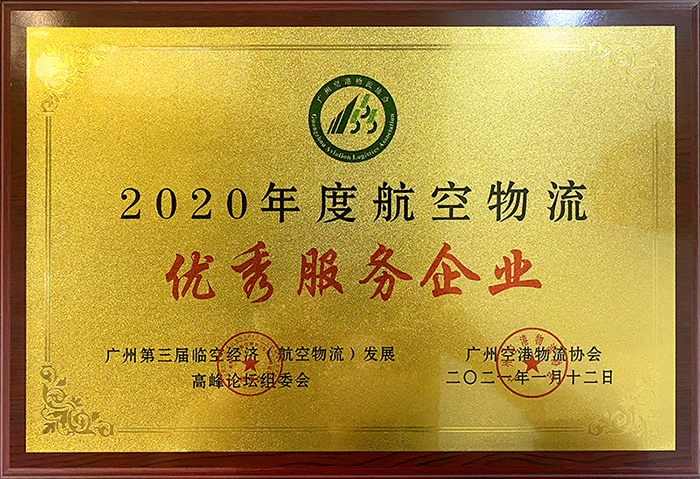 广州空港物流协会
Guangzhou Aviation Logistics Association
2020年度航空物流
优秀服务企业
广州第三届临空经济（航空物流）发展
高峰论坛组委会
广州空港物流协会
二〇二一年一月十二日